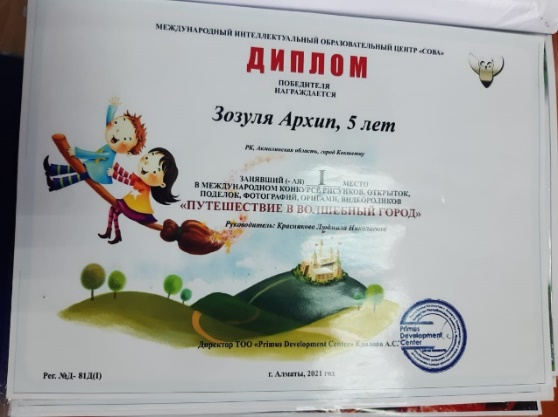 МЕЖДУНАРОДНЫЙ ИНТЕЛЛЕКТУАЛЬНЫЙ ОБРАЗОВАТЕЛЬНЫЙ ЦЕНТР «СОВА»
ДИПЛОМ
ПОБЕДИТЕЛЯ
НАГРАЖДАЕТСЯ
Зозуля Архип, 5 лет
РК, Акмолинская область, город Кокшетау
ЗАНЯВШИЙ (- АЯ) I МЕСТО
В МЕЖДУНАРОДНОМ КОНКУРСЕ РИСУНКОВ, ОТКРЫТОК,
ПОДЕЛОК, ФОТОГРАФИЙ, ОРИГАМИ, ВИДЕОРОЛИКОВ
«ПУТЕШЕСТВИЕ В ВОЛШЕБНЫЙ ГОРОД»
Руководитель: Краснякова Людмила Николаевна
Primus
Development
Center
Директор ТОО «Primus Development Center» А.С.
Рег. №Д- 81Д(I)
г. Алматы, 2021 год